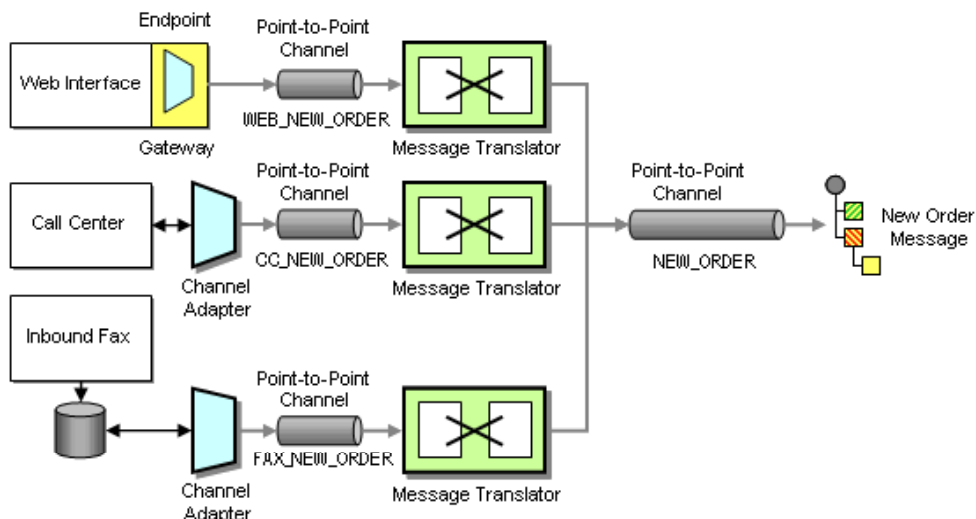 Endpoint
Point-to-Point
Channel
Web Interface
WEB_NEW_ORDER
Gateway
Message Translator
Point-to-Point
Channel
Call Center
CC_NEW_ORDER
Channel
Adapter
Message Translator
Point-to-Point
Channel
NEW_ORDER
New Order
Message
Inbound Fax
Point-to-Point
Channel
FAX_NEW_ORDER
Channel
Adapter
Message Translator